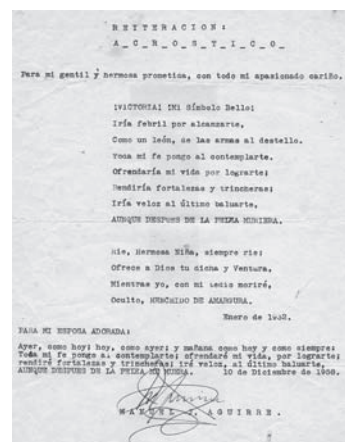 REITERACION:
A_C_R_O_S_T_I_C_O_
Para mi gentil y hermosa prometida, con todo mi apasionado cariño.
¡VICTORIA! ¡Mi Símbolo Bello!
Iría febril por alcanzarte,
Como un león, de las armas al destello.
Toda mi fe pongo al contemplarte.
Ofrendaría mi vida por lograrte;
Rendiría fortalezas y trincheras;
Iría veloz al último baluarte,
AUNQUE DESPUES DE LA PELEA MURIERA.
Rie, Hermosa Niña, siempre rie;
Ofrece a Dios tu dicha y Ventura,
Mientras yo, con mi tedio moriré,
Oculto, HENCHIDO DE AMARGURA.
Enero de 1932.
PARA MI ESPOSA ADORADA:
Ayer, como hoy; hoy, como ayer; y mañana como hoy y como siempre:
Toda mi fe pongo al contemplarte; ofrendaré mi vida, por lograrte;
rendiré fortalezas y trincheras; iré veloz, al último baluarte,
AUNQUE DESPUES DE LA PELEA MUERA. 10 de Diciembre de
MANUEL J. AGUIRRE.